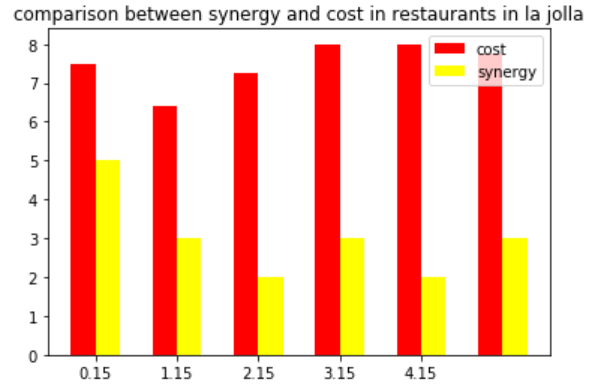 comparison between synergy and cost in restaurants in la jolla
8
7
6
5
4
3
2
1
0
cost
synergy
0.15 1.15 2.15 3.15 4.15